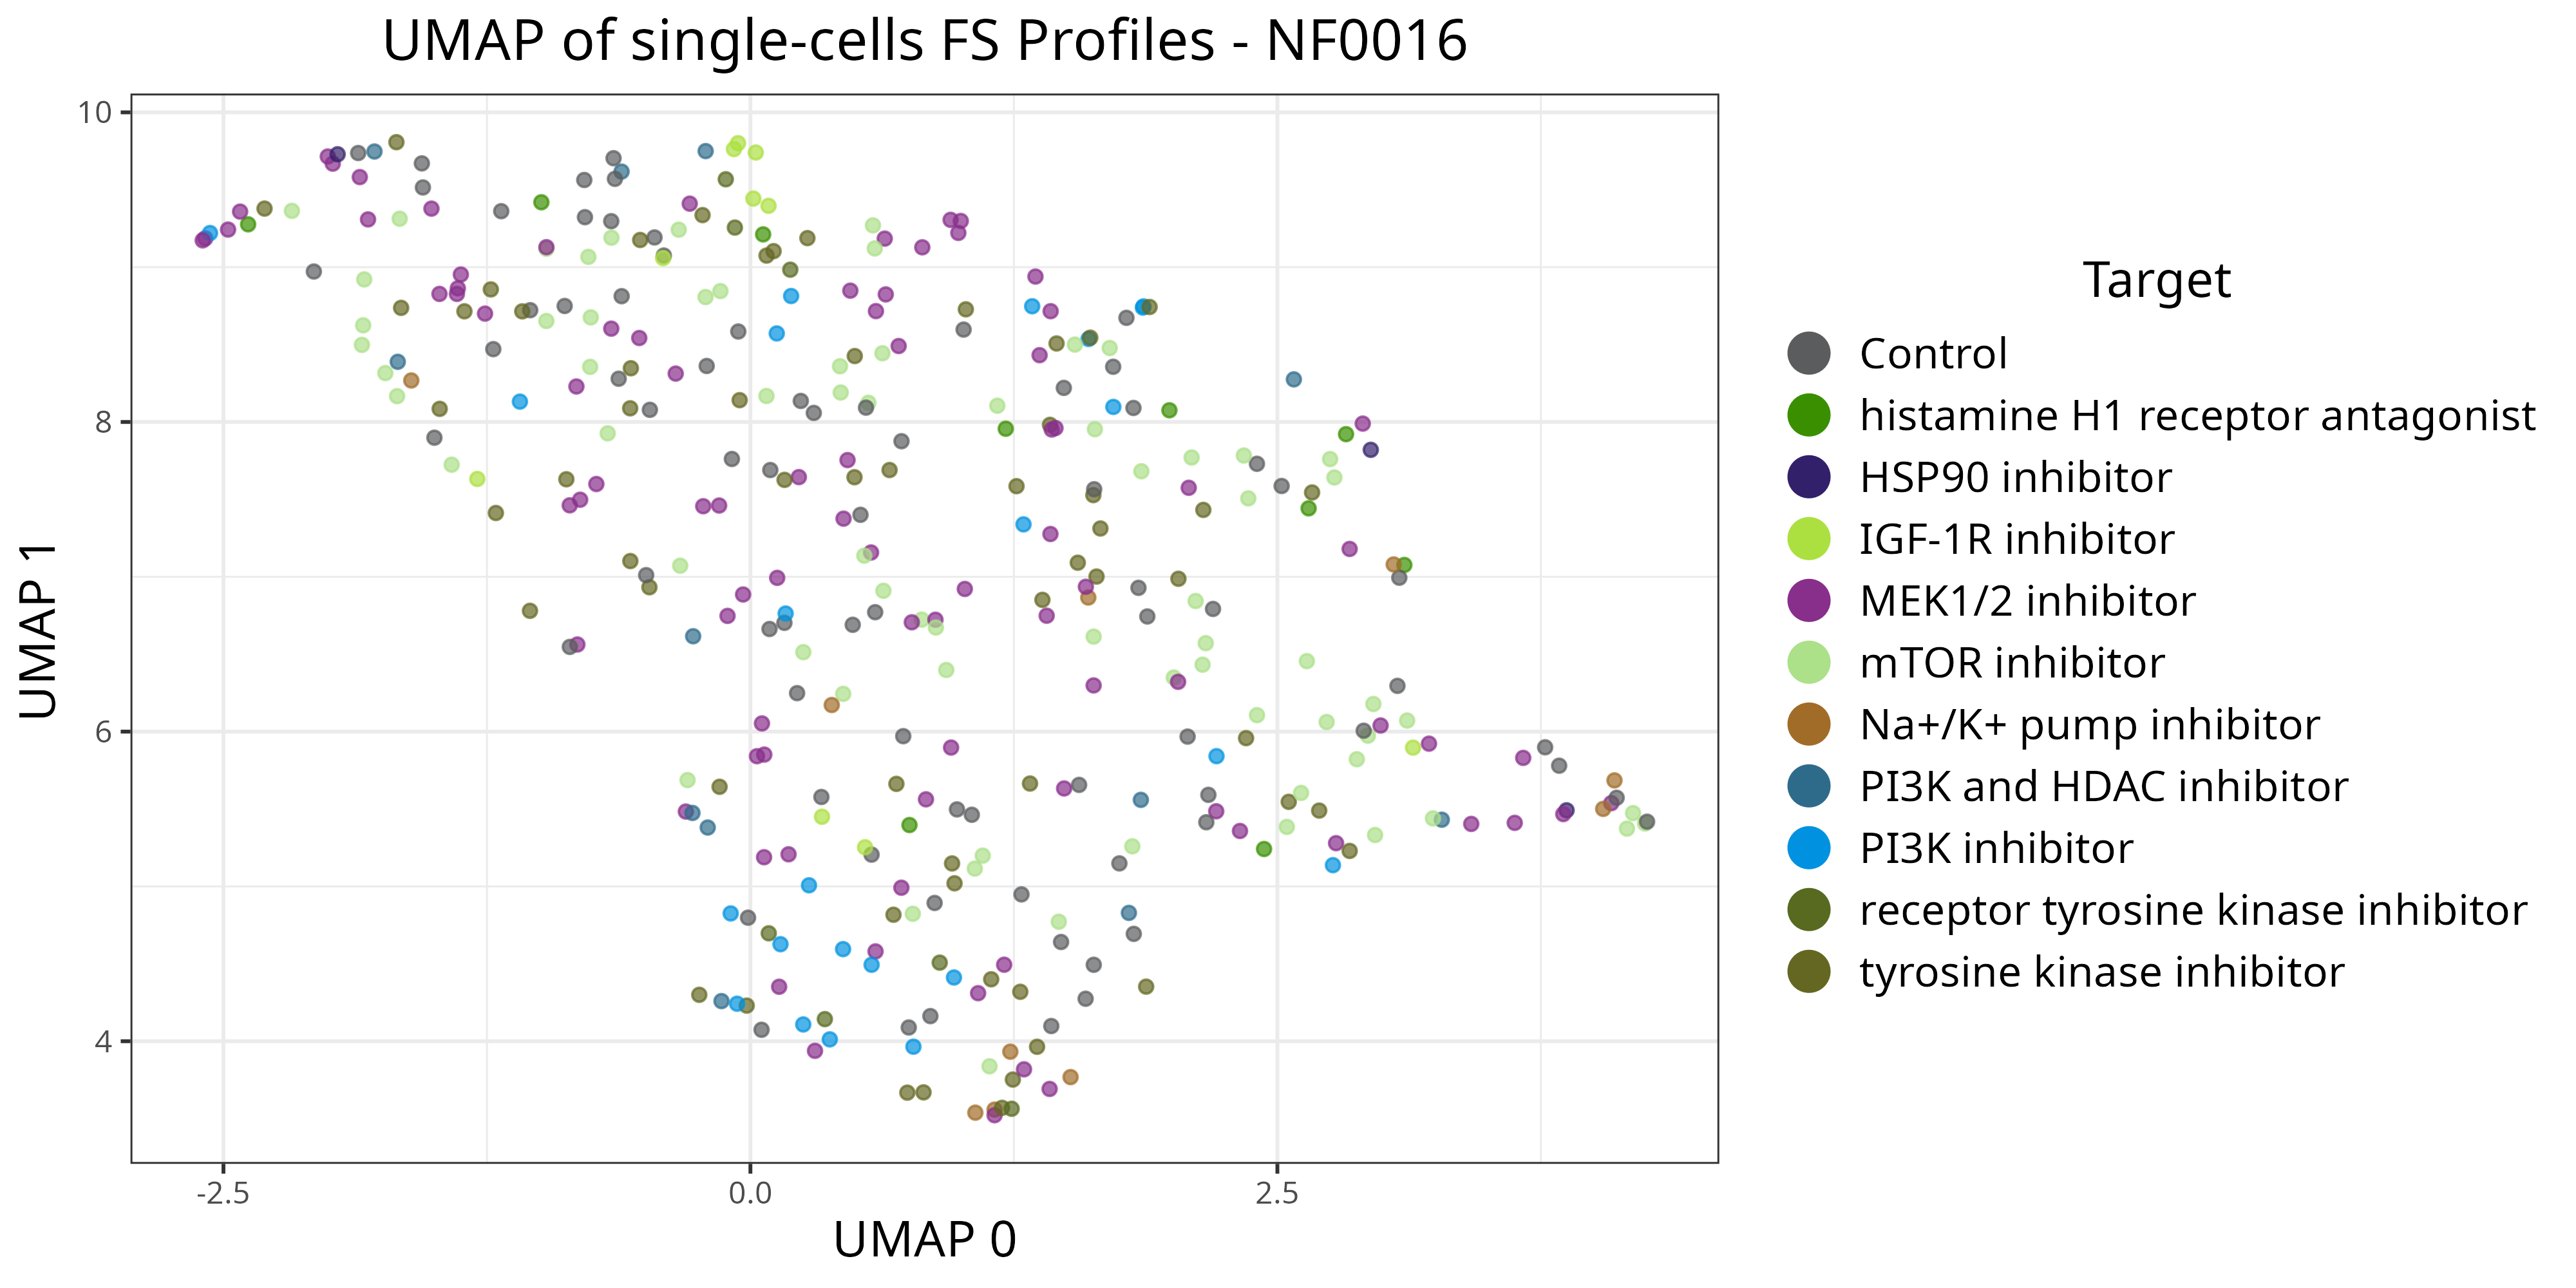 UMAP of single-cells FS Profiles - NF0016
10
8
6
4
UMAP 1
-2.5
0.0
2.5
UMAP 0
Target
Control
histamine H1 receptor antagonist
HSP90 inhibitor
IGF-1R inhibitor
MEK1/2 inhibitor
mTOR inhibitor
Na+/K+ pump inhibitor
PI3K and HDAC inhibitor
PI3K inhibitor
receptor tyrosine kinase inhibitor
tyrosine kinase inhibitor